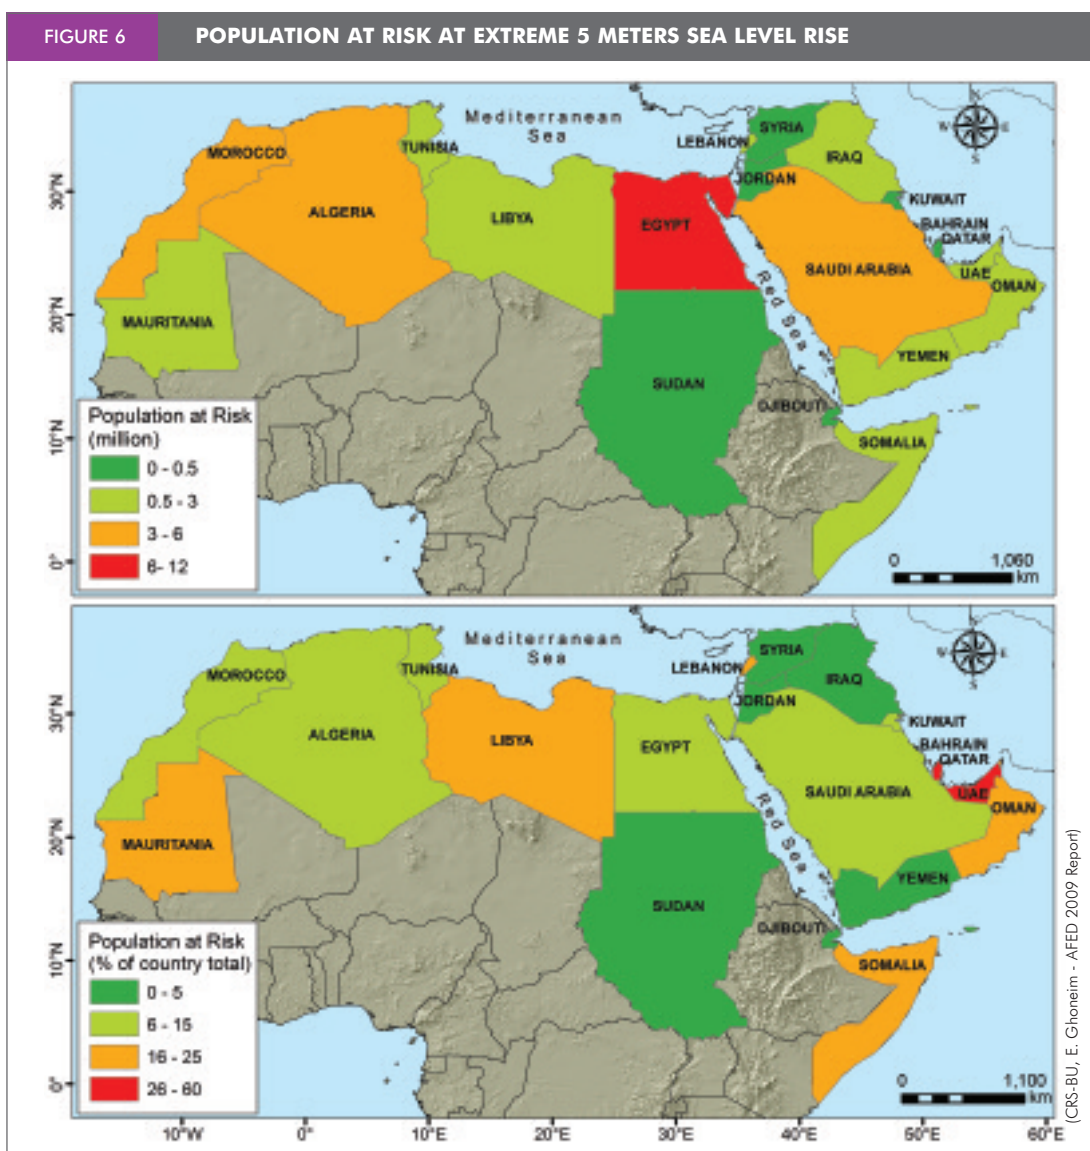 FIGURE 6
POPULATION AT RISK AT EXTREME 5 METERS SEA LEVEL RISE
Mediterranean
Sea
N
W
E
S
SYRIA
LEBANON
TUNISIA
MOROCCO
IRAQ
JORDAN
30°N
KUWAIT
ALGERIA
LIBYA
EGYPT
BAHRAIN
QATAR
SAUDI ARABIA
UAE
OMAN
Red Sea
20°N
MAURITANIA
YEMEN
SUDAN
DJIBOUTI
SOMALIA
10°N
0°
Population at Risk
(million)
0 - 0.5
0.5 - 3
3 - 6
6- 12
0 1,060
km
Mediterranean
Sea
N
W
E
S
SYRIA
LEBANON
TUNISIA
MOROCCO
IRAQ
JORDAN
30°N
KUWAIT
ALGERIA
LIBYA
EGYPT
BAHRAIN
QATAR
SAUDI ARABIA
UAE
OMAN
Red Sea
20°N
MAURITANIA
YEMEN
SUDAN
DJIBOUTI
SOMALIA
10°N
0°
Population at Risk
(% of country total)
0 - 5
6 - 15
16 - 25
26 - 60
0 1,100
km
10°W 0° 10°E 20°E 30°E 40°E 50°E 60°E
(CRS-BU, E. Ghoneim - AFED 2009 Report)